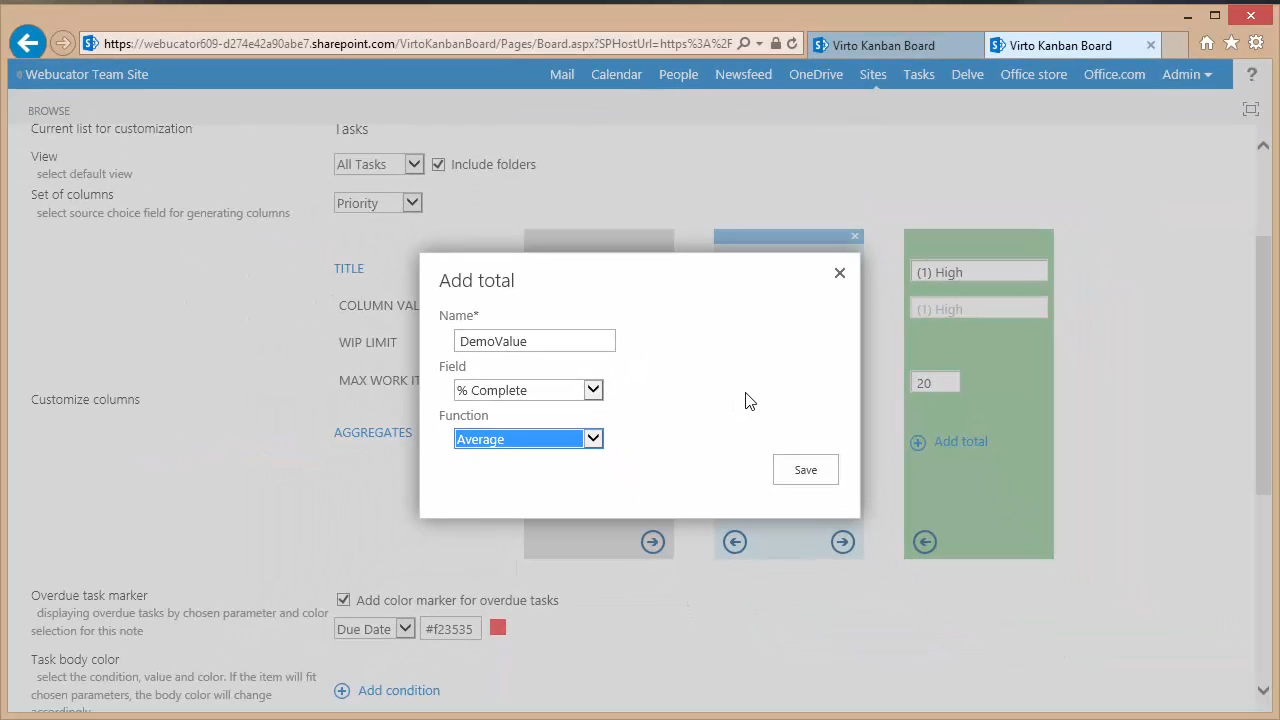 https://webucator609-d274e42a90abe7.sharepoint.com/VirtoKanbanBoard/Pages/Board.aspx?SPHostUrl=https%3A%2F
Virto Kanban Board
Virto Kanban Board
Webucator Team Site
Mail
Calendar
People
Newsfeed
OneDrive
Sites
Tasks
Delve
Office store
Office.com
Admin
?
BROWSE
Current list for customization
Tasks
View
select default view
All Tasks
Include folders
Set of columns
select source choice field for generating columns
Priority
TITLE
COLUMN VAL
WIP LIMIT
MAX WORK IT
AGGREGATES
Customize columns
(1) High
(1) High
20
Add total
Add total
Name*
DemoValue
Field
% Complete
Function
Average
Save
Overdue task marker
displaying overdue tasks by chosen parameter and color
selection for this note
Add color marker for overdue tasks
Due Date
#f23535
Task body color
select the condition, value and color. If the item will fit
chosen parameters, the body color will change
accordingly.
Add condition